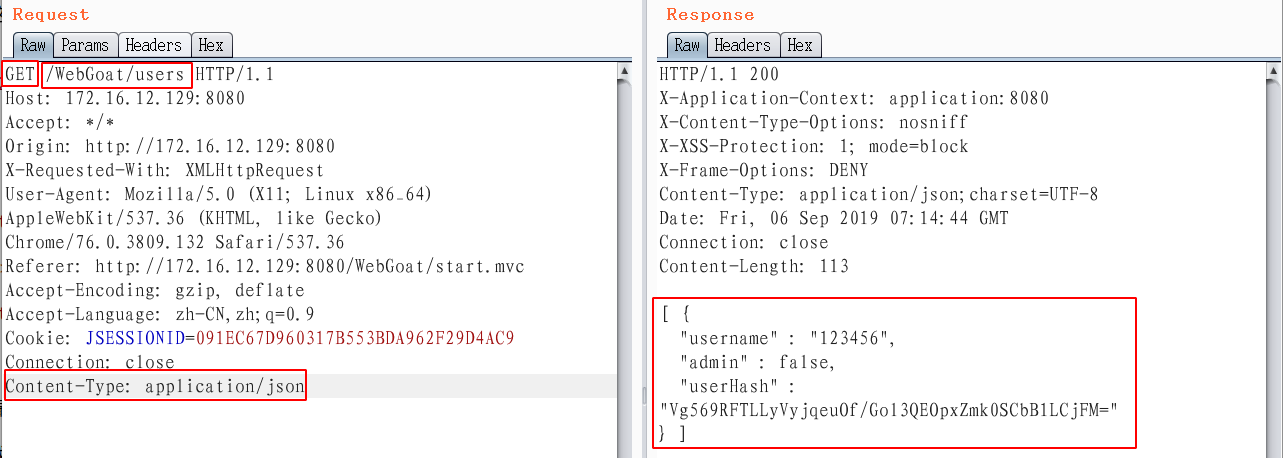 Request
Raw Params Headers Hex
GET /WebGoat/users HTTP/1.1
Host: 172.16.12.129:8080
Accept: */*
Origin: http://172.16.12.129:8080
X-Requested-With: XMLHttpRequest
User-Agent: Mozilla/5.0 (X11; Linux x86_64)
AppleWebKit/537.36 (KHTML, like Gecko)
Chrome/76.0.3809.132 Safari/537.36
Referer: http://172.16.12.129:8080/WebGoat/start.mvc
Accept-Encoding: gzip, deflate
Accept-Language: zh-CN,zh;q=0.9
Cookie: JSESSIONID=091EC67D960317B553BDA962F29D4AC9
Connection: close
Content-Type: application/json
Response
Raw Headers Hex
HTTP/1.1 200
X-Application-Context: application:8080
X-Content-Type-Options: nosniff
X-XSS-Protection: 1; mode=block
X-Frame-Options: DENY
Content-Type: application/json;charset=UTF-8
Date: Fri, 06 Sep 2019 07:14:44 GMT
Connection: close
Content-Length: 113
[ {
"username" : "123456",
"admin" : false,
"userHash" :
"Vg569RFTLLyVyjqeuOf/Go13QEOpxZmk0SCbB1LCjFM="
} ]